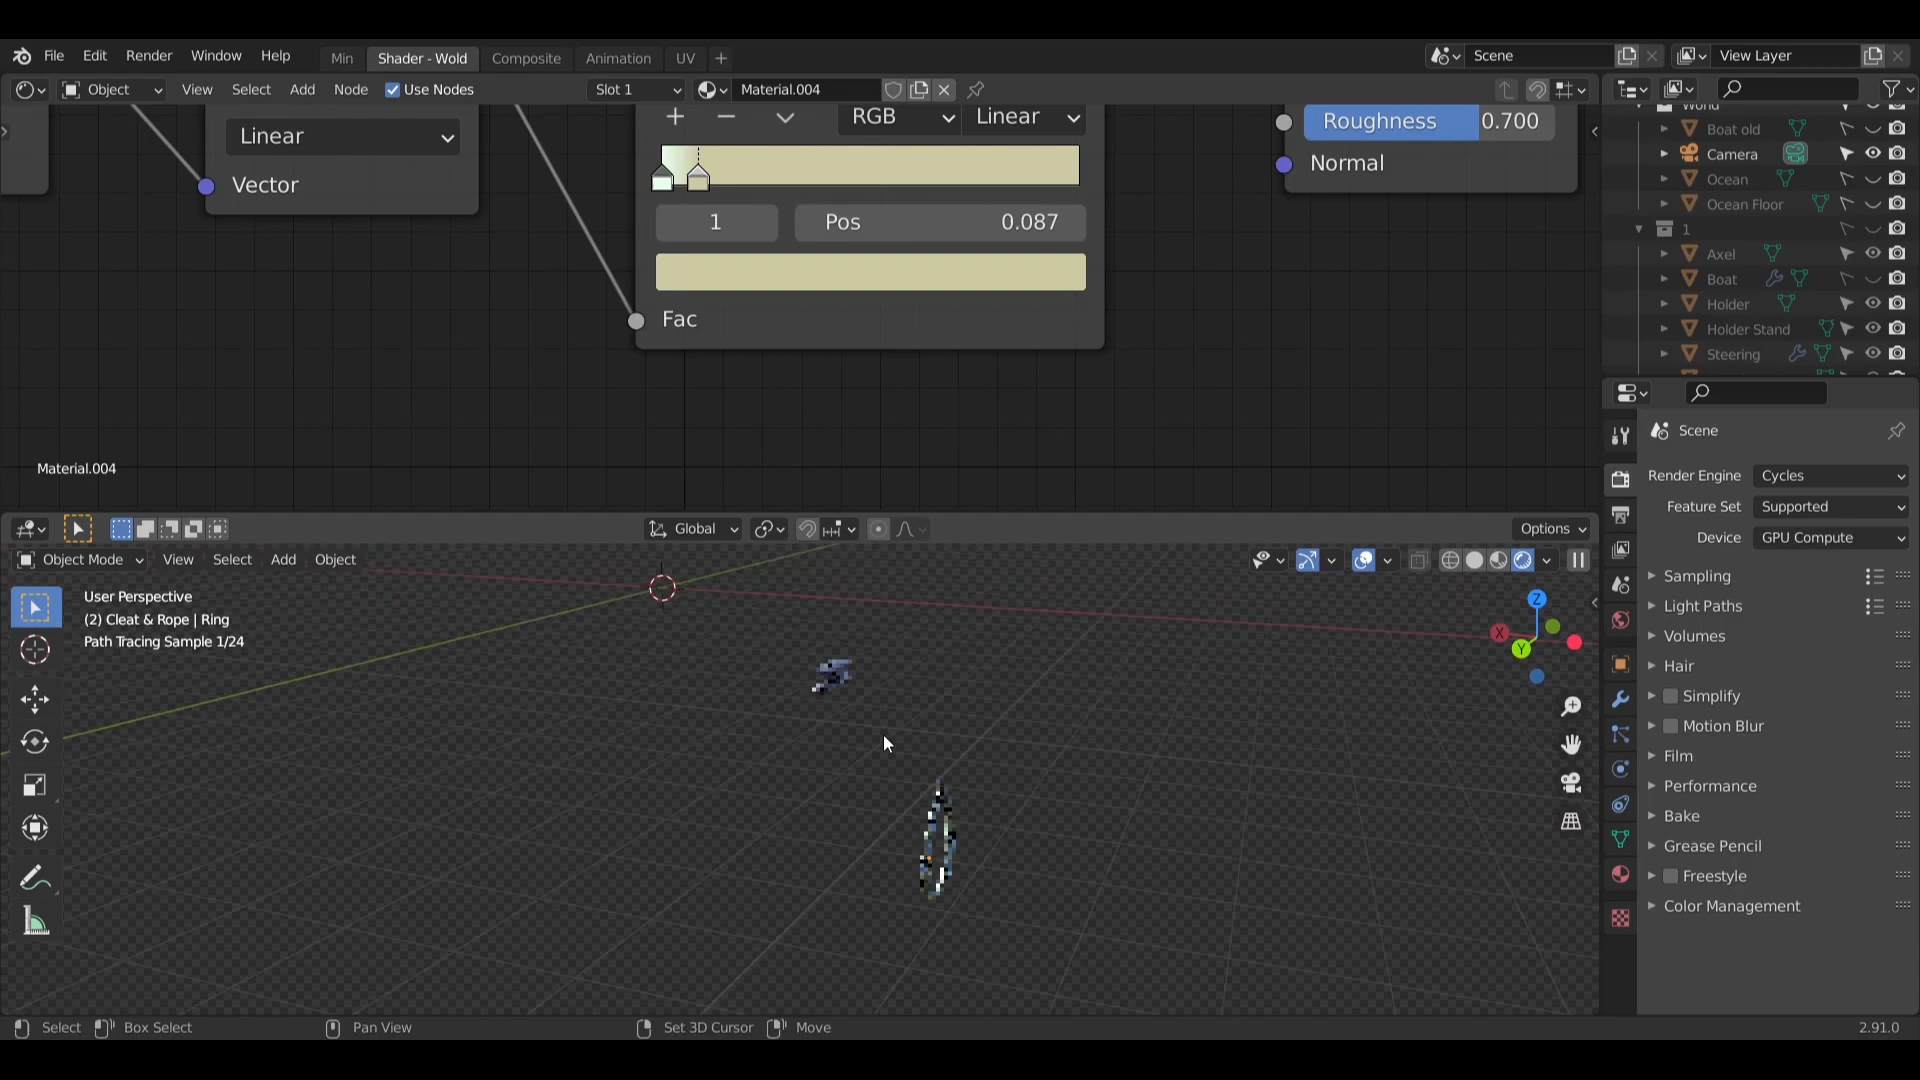 File Edit Render Window Help Min Shader - Wold Composite Animation UV Scene View Layer
Object View Select Add Node Use Nodes Slot 1 Material.004
World
RGB Linear
Linear
Roughness 0.700
Boat old
Camera
Normal
Vector
Ocean
Ocean Floor
1
1 Pos 0.087
Axel
Boat
Holder
Fac
Holder Stand
Steering
Scene
Material.004
Render Engine Cycles
Feature Set Supported
Global Options
Device GPU Compute
Object Mode View Select Add Object
Sampling
User Perspective
(2) Cleat & Rope | Ring
Path Tracing Sample 1/24
Z
X
Y
Light Paths
Volumes
Hair
Simplify
Motion Blur
Film
Performance
Bake
Grease Pencil
Freestyle
Color Management
Select Box Select Pan View Set 3D Cursor Move 2.91.0